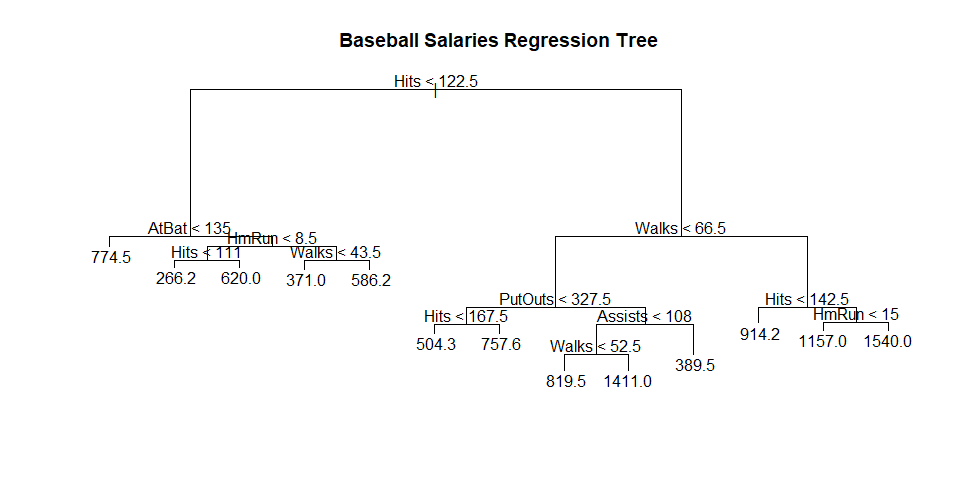 Baseball Salaries Regression Tree
Hits < 122.5
AtBat < 135
Walks < 66.5
HmRun < 8.5
Hits < 111
Walks < 43.5
774.5
266.2
620.0
371.0
586.2
PutOuts < 327.5
Hits < 142.5
Hits < 167.5
Assists < 108
HmRun < 15
914.2
504.3
757.6
1157.0
1540.0
Walks < 52.5
389.5
819.5
1411.0